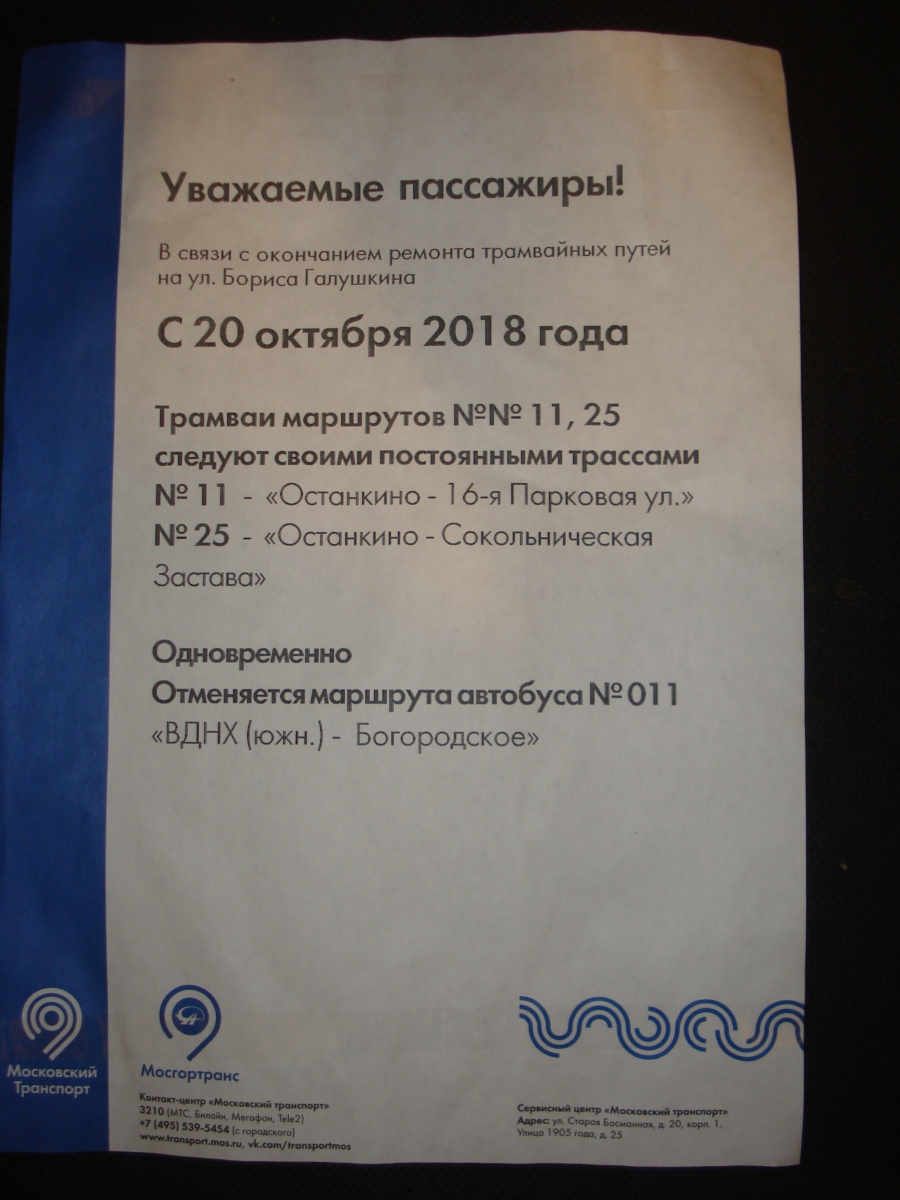 Уважаемые пассажиры!
В связи с окончанием ремонта трамвайных путей
на ул. Бориса Галушкина
С 20 октября 2018 года
Трамваи маршрутов №№ 11, 25
следуют своими постоянными трассами
№ 11 - «Останкино - 16-я Парковая ул.»
№ 25 - «Останкино - Сокольническая
Застава»
Одновременно
Отменяется маршрута автобуса № 011
«ВДНХ (южн.) - Богородское»
Московский
Транспорт
Мосгортранс
Контакт-центр «Московский транспорт»
3210 (МТС, Билайн, Мегафон, Tele2)
+7 (495) 539-5454 (с городского)
www.transport.mos.ru, vk.com/transportmos
Сервисный центр «Московский транспорт»
Адрес: ул. Старая Басманная, д. 20, корп. 1.
Улица 1905 года, д. 25